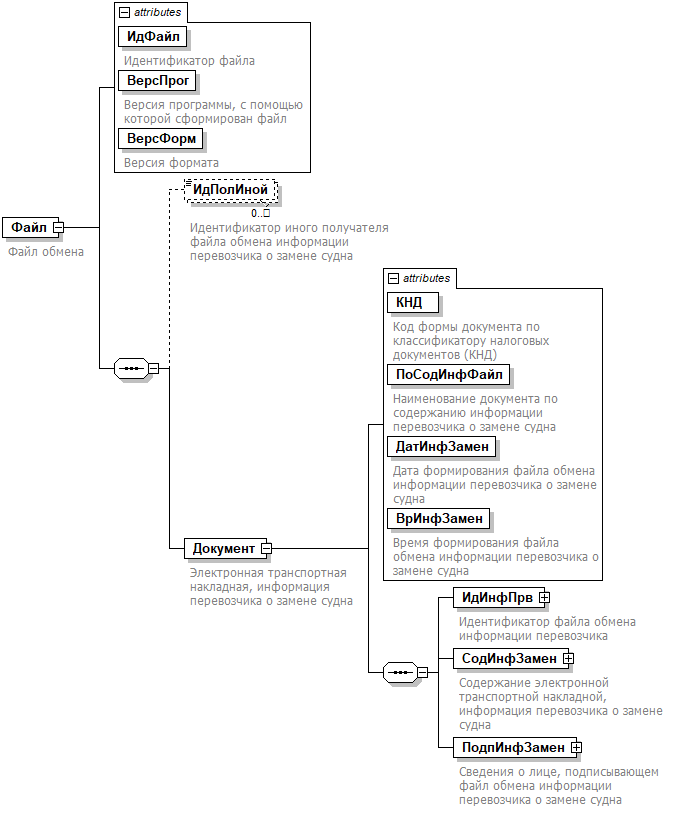 attributes
ИдФайл
Идентификатор файла
ВерсПрог
Версия программы, с помощью
которой сформирован файл
ВерсФорм
Версия формата
Файл
Файл обмена
ИдПолИной
0..□
Идентификатор иного получателя
файла обмена информации
перевозчика о замене судна
attributes
КНД
Код формы документа по
классификатору налоговых
документов (КНД)
ПоСодИнфФайл
Наименование документа по
содержанию информации
перевозчика о замене судна
ДатИнфЗамен
Дата формирования файла обмена
информации перевозчика о замене
судна
ВрИнфЗамен
Время формирования файла
обмена информации перевозчика о
замене судна
Документ
Электронная транспортная
накладная, информация
перевозчика о замене судна
ИдИнфПрв
Идентификатор файла обмена
информации перевозчика
СодИнфЗамен
Содержание электронной
транспортной накладной,
информация перевозчика о замене
судна
ПодпИнфЗамен
Сведения о лице, подписывающем
файл обмена информации
перевозчика о замене судна